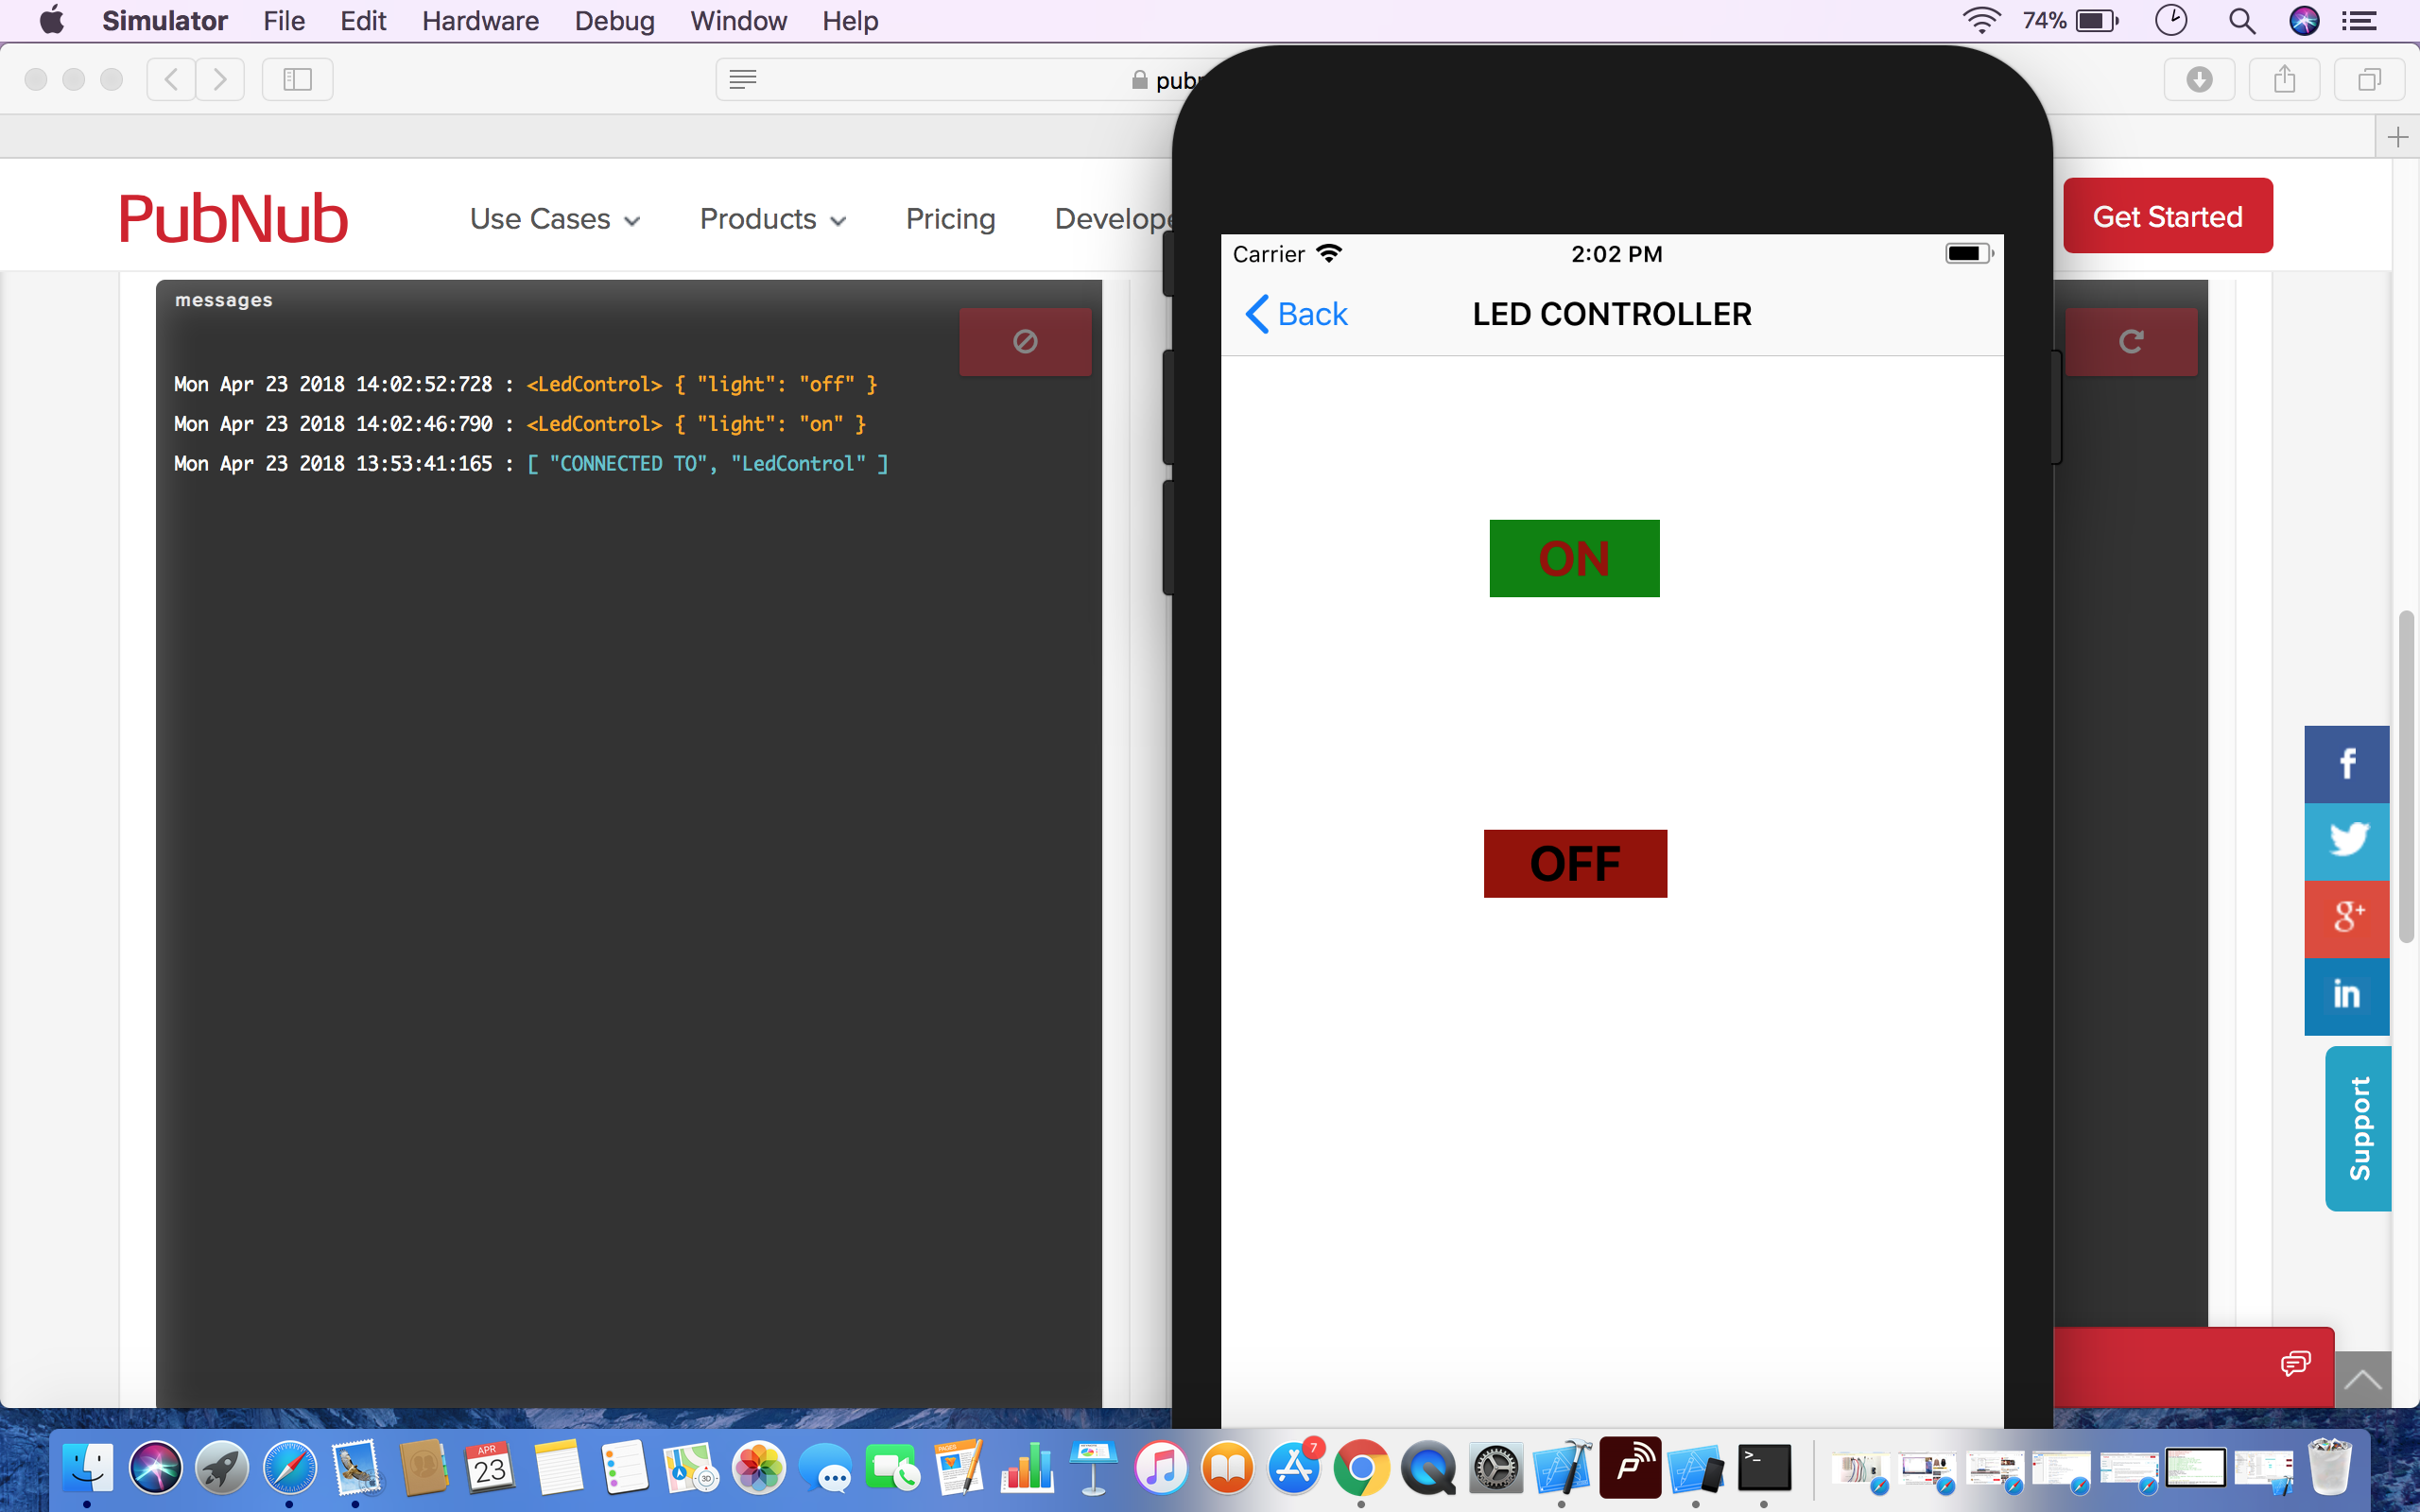 Simulator File Edit Hardware Debug Window Help 74%
pub
PubNub Use Cases Products Pricing Develope Get Started
Carrier 2:02 PM
Back LED CONTROLLER
messages
Mon Apr 23 2018 14:02:52:728 : <LedControl> { "light": "off" }
Mon Apr 23 2018 14:02:46:790 : <LedControl> { "light": "on" }
Mon Apr 23 2018 13:53:41:165 : [ "CONNECTED TO", "LedControl" ]
ON
OFF
f
g+
in
Support
APR
23
PAGES
3D
7
>_